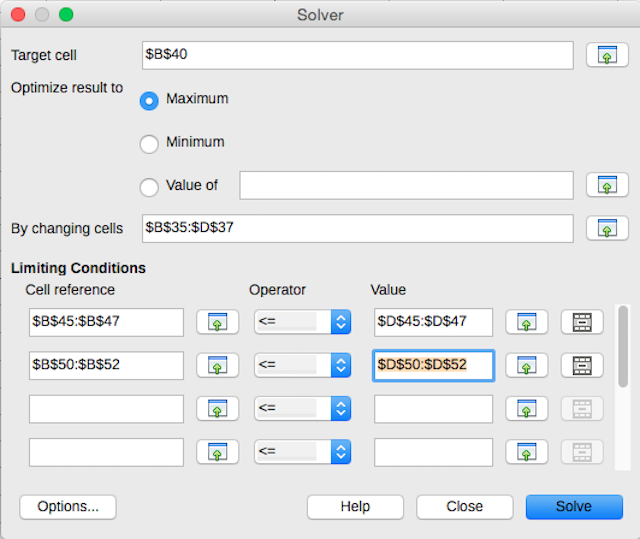 Solver
Target cell $B$40
Optimize result to
Maximum
Minimum
Value of
By changing cells $B$35:$D$37
Limiting Conditions
Cell reference Operator Value
$B$45:$B$47 <= $D$45:$D$47
$B$50:$B$52 <= $D$50:$D$52
<=
<=
Options... Help Close Solve